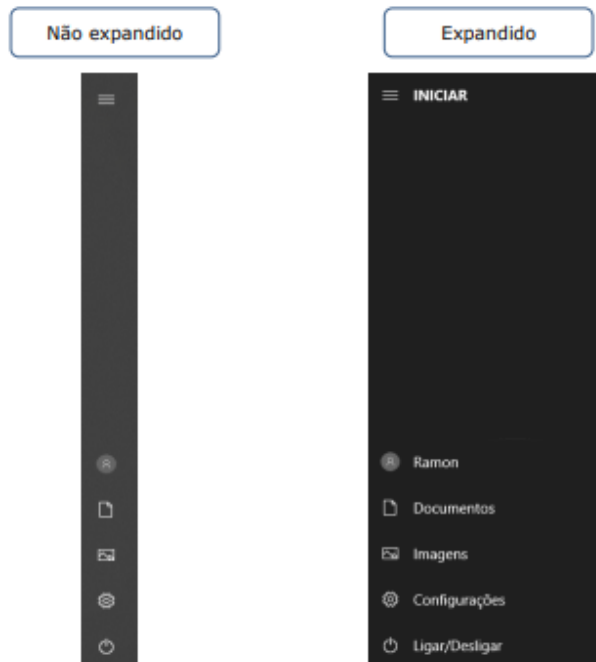 Não expandido
Expandido
INICIAR
Ramon
Documentos
Imagens
Configurações
Ligar/Desligar